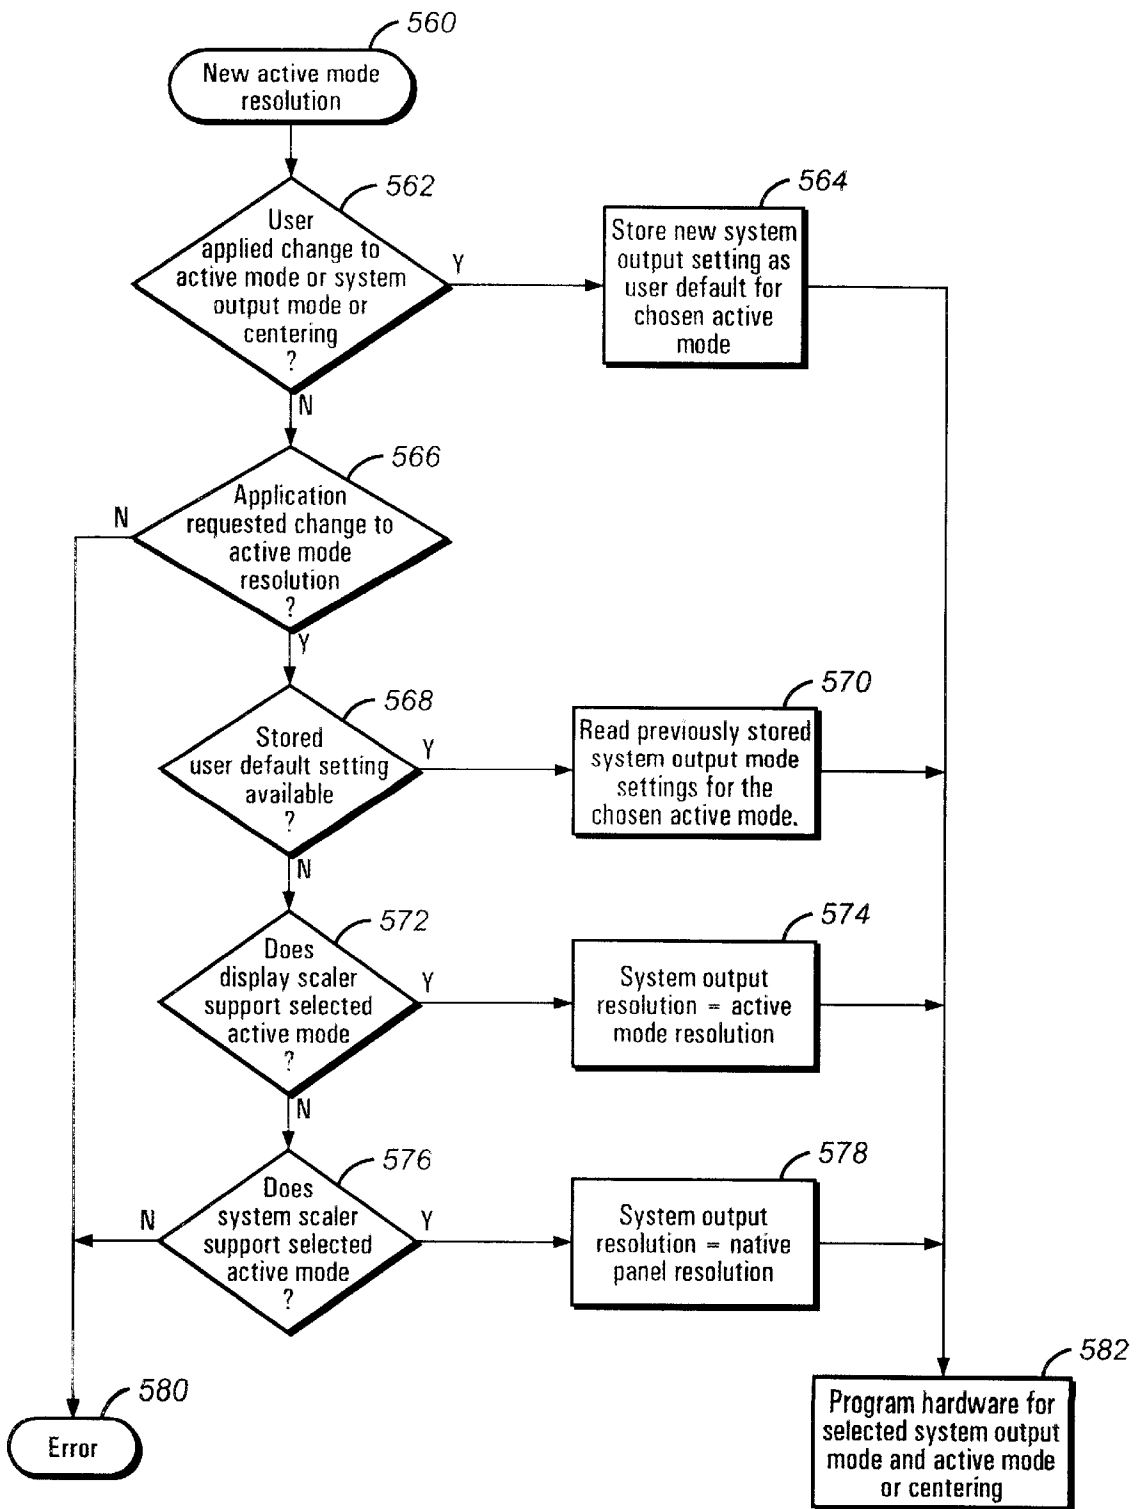 560
New active mode
resolution
562
User
applied change to
active mode or system
output mode or
centering
?
Y
N
564
Store new system
output setting as
user default for
chosen active
mode
566
Application
requested change to
active mode
resolution
?
N
Y
568
Stored
user default setting
available
?
Y
N
570
Read previously stored
system output mode
settings for the
chosen active mode.
572
Does
display scaler
support selected
active mode
?
Y
N
574
System output
resolution = active
mode resolution
576
Does
system scaler
support selected
active mode
?
N
Y
578
System output
resolution = native
panel resolution
580
Error
582
Program hardware for
selected system output
mode and active mode
or centering